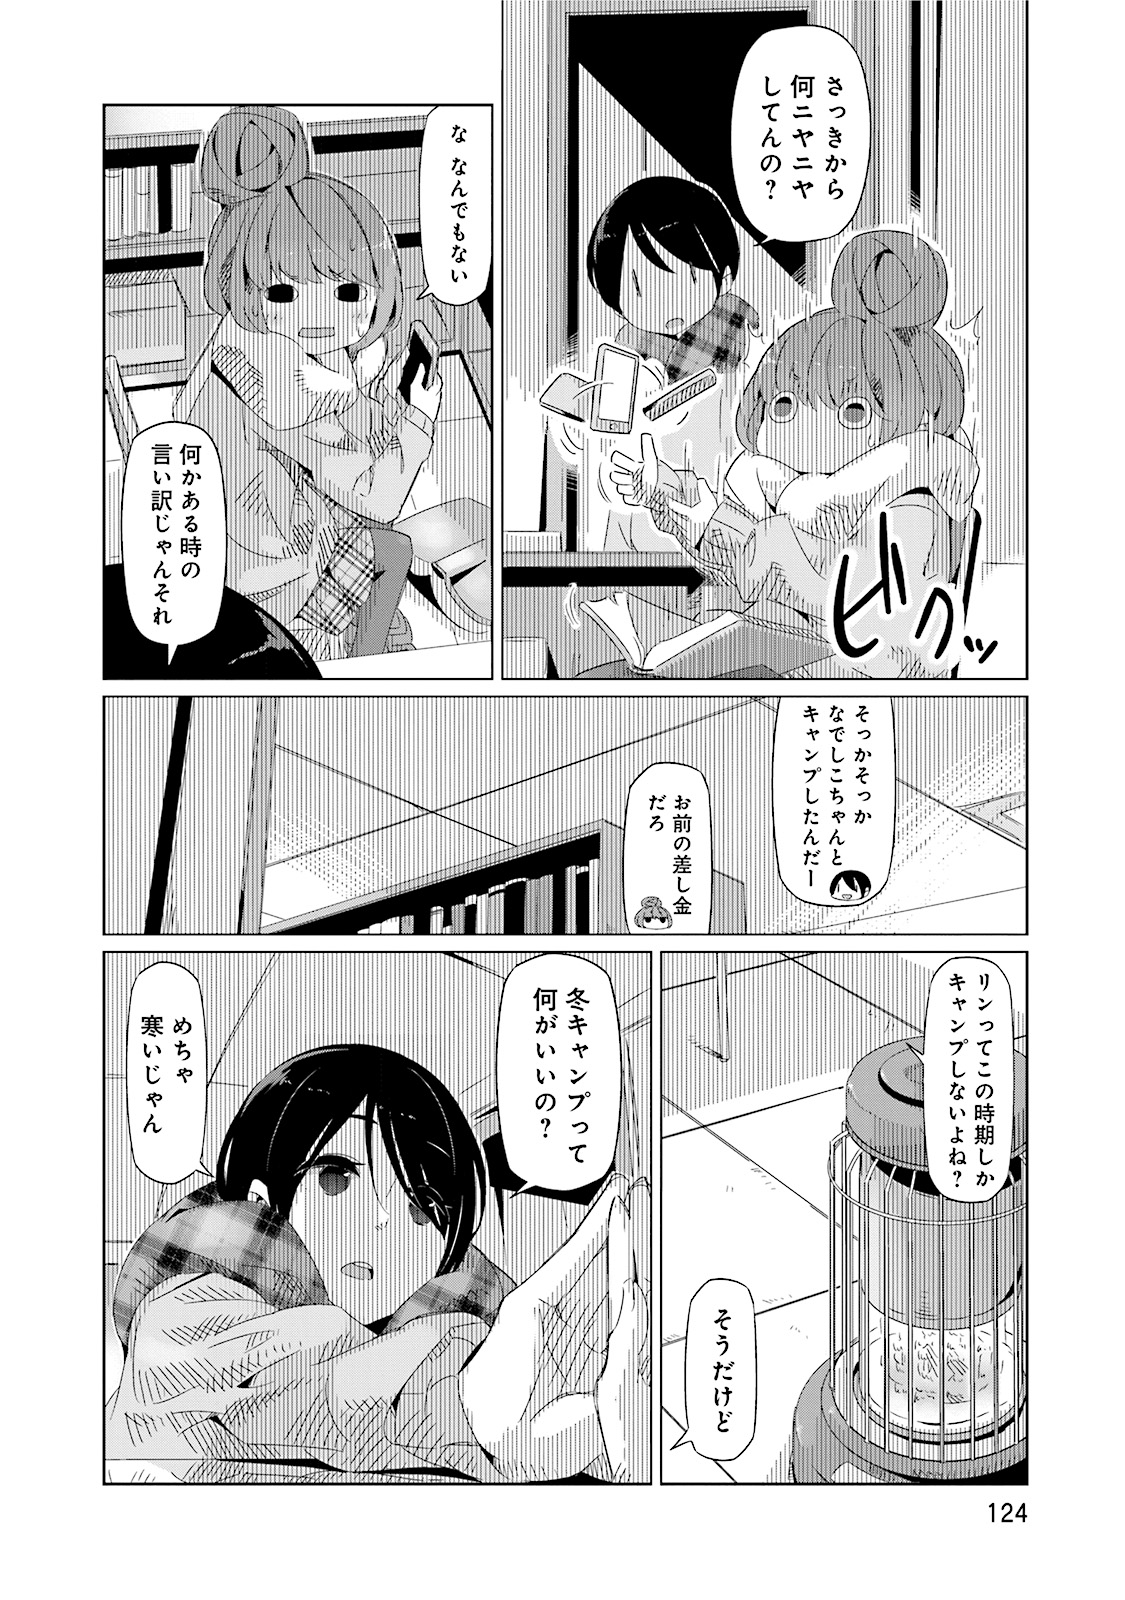 さっきから
何ニヤニヤ
してんの？
ビクッ
な なんでもない
何かある時の
言い訳じゃんそれ
そっかそっか
なでしこちゃんと
キャンプしたんだー
お前の差し金
だろ
リンってこの時期しか
キャンプしないよね？
そうだけど
冬キャンプって
何がいいの？
めちゃ
寒いじゃん
124